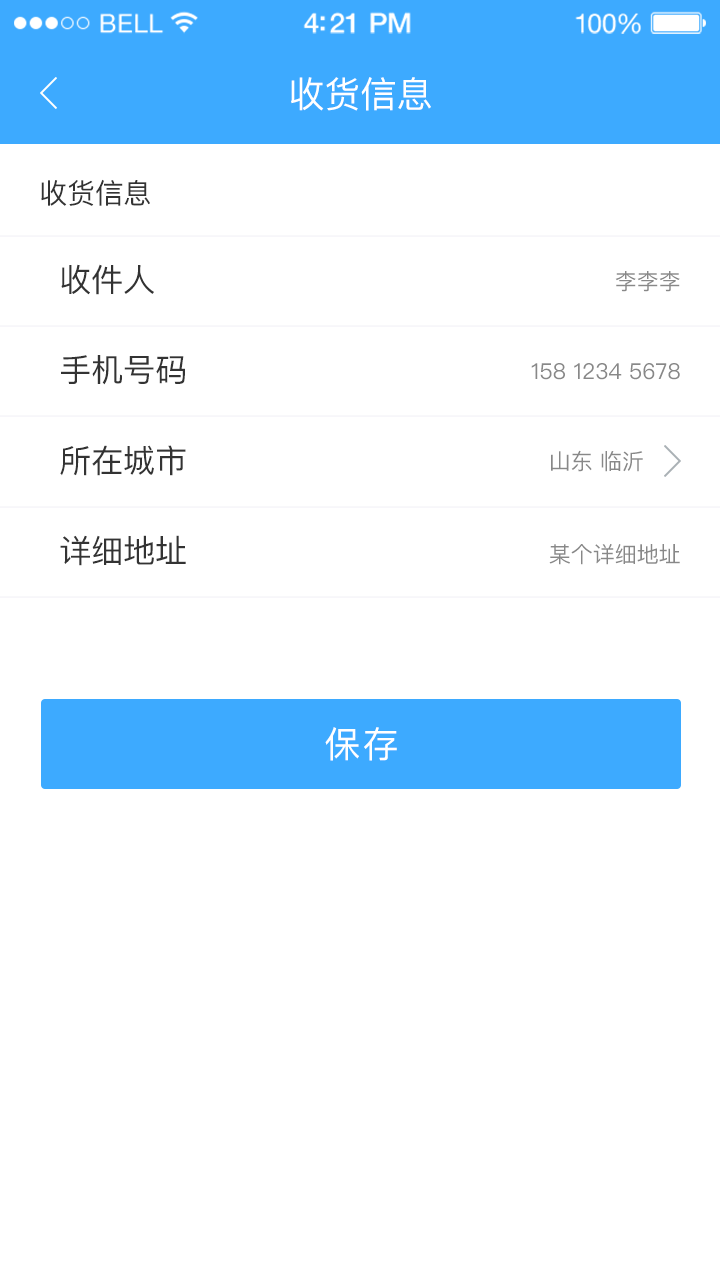 BELL 4:21 PM 100%
收货信息
收货信息
收件人 李李李
手机号码 158 1234 5678
所在城市 山东 临沂
详细地址 某个详细地址
保存